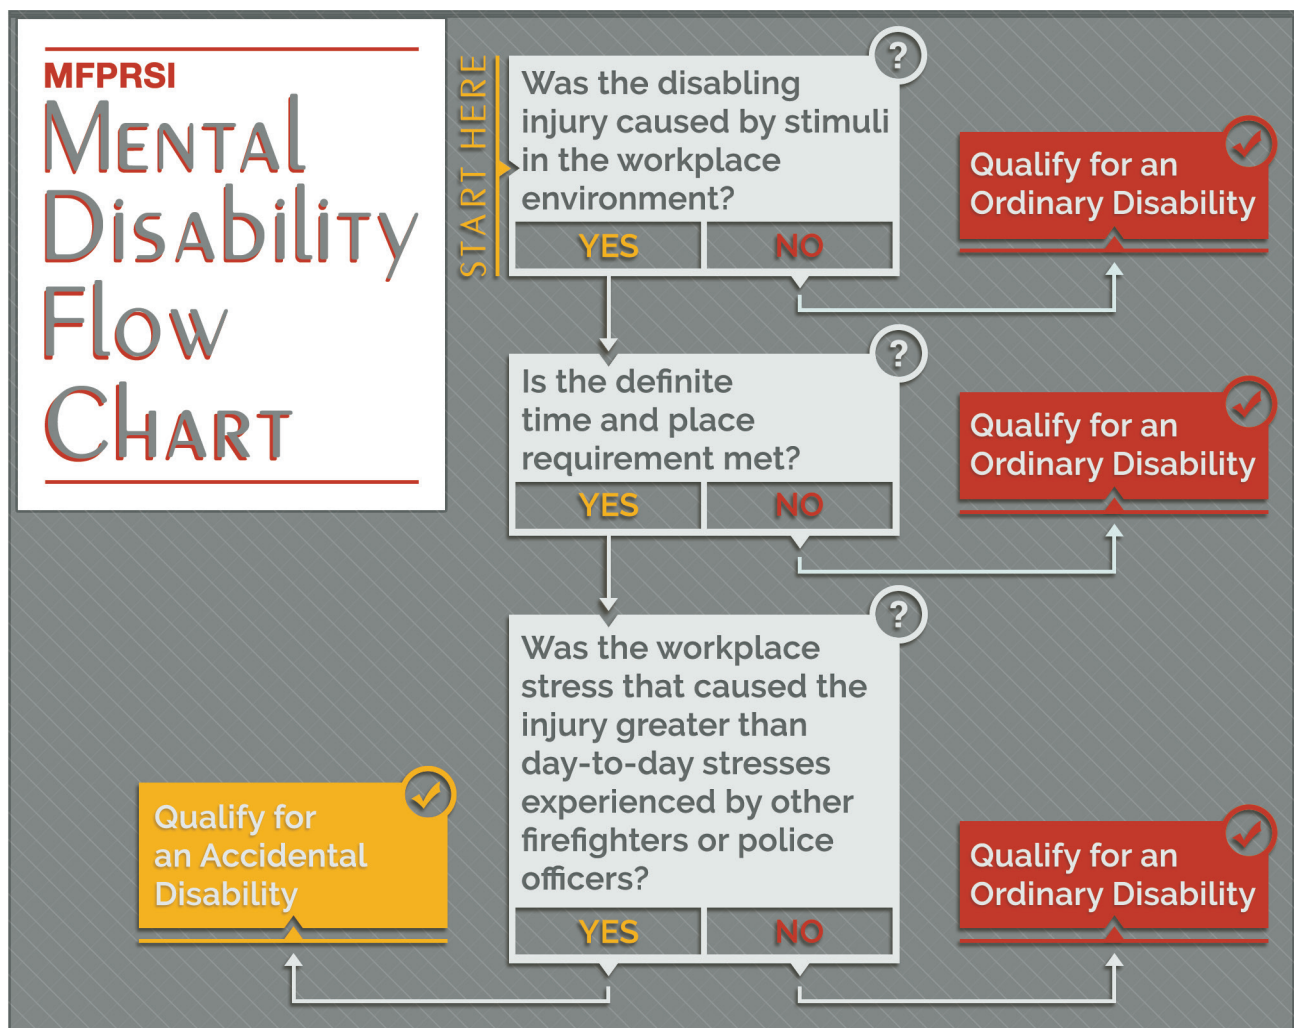 MFPRSI
Mental
Disability
Flow
Chart
START HERE
?
Was the disabling
injury caused by stimuli
in the workplace
environment?
YES
NO
Qualify for an
Ordinary Disability
?
Is the definite
time and place
requirement met?
YES
NO
Qualify for an
Ordinary Disability
?
Was the workplace
stress that caused the
injury greater than
day-to-day stresses
experienced by other
firefighters or police
officers?
YES
NO
Qualify for
an Accidental
Disability
Qualify for an
Ordinary Disability